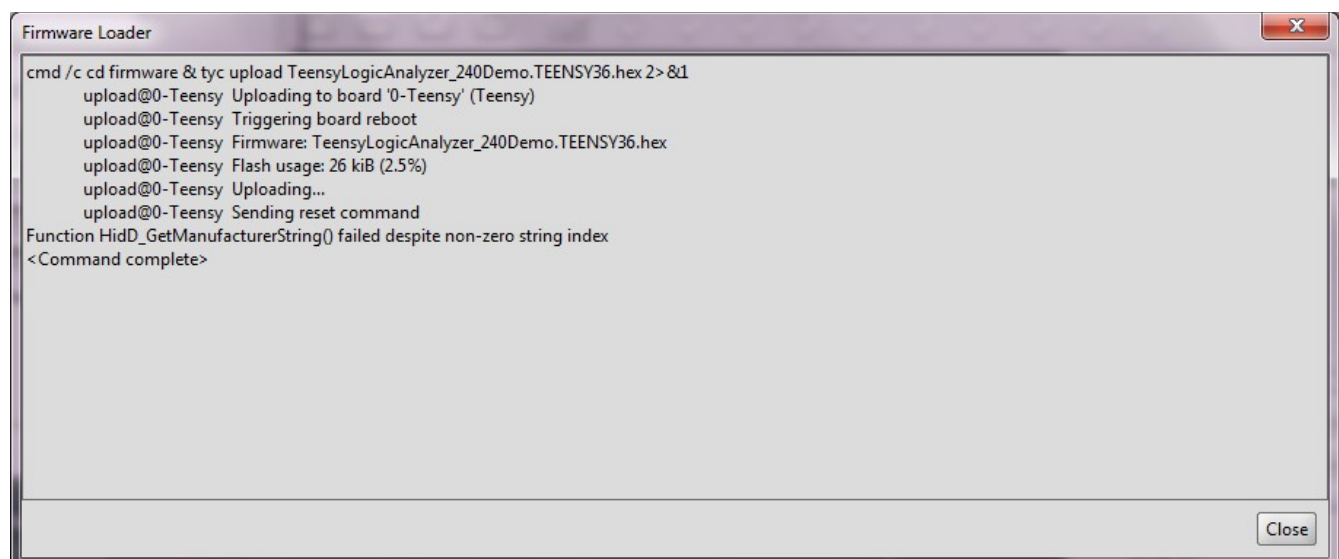 Firmware Loader
cmd /c cd firmware & tyc upload TeensyLogicAnalyzer_240Demo.TEENSY36.hex 2>&1
upload@0-Teensy Uploading to board '0-Teensy' (Teensy)
upload@0-Teensy Triggering board reboot
upload@0-Teensy Firmware: TeensyLogicAnalyzer_240Demo.TEENSY36.hex
upload@0-Teensy Flash usage: 26 kiB (2.5%)
upload@0-Teensy Uploading...
upload@0-Teensy Sending reset command
Function HidD_GetManufacturerString() failed despite non-zero string index
<Command complete>
Close